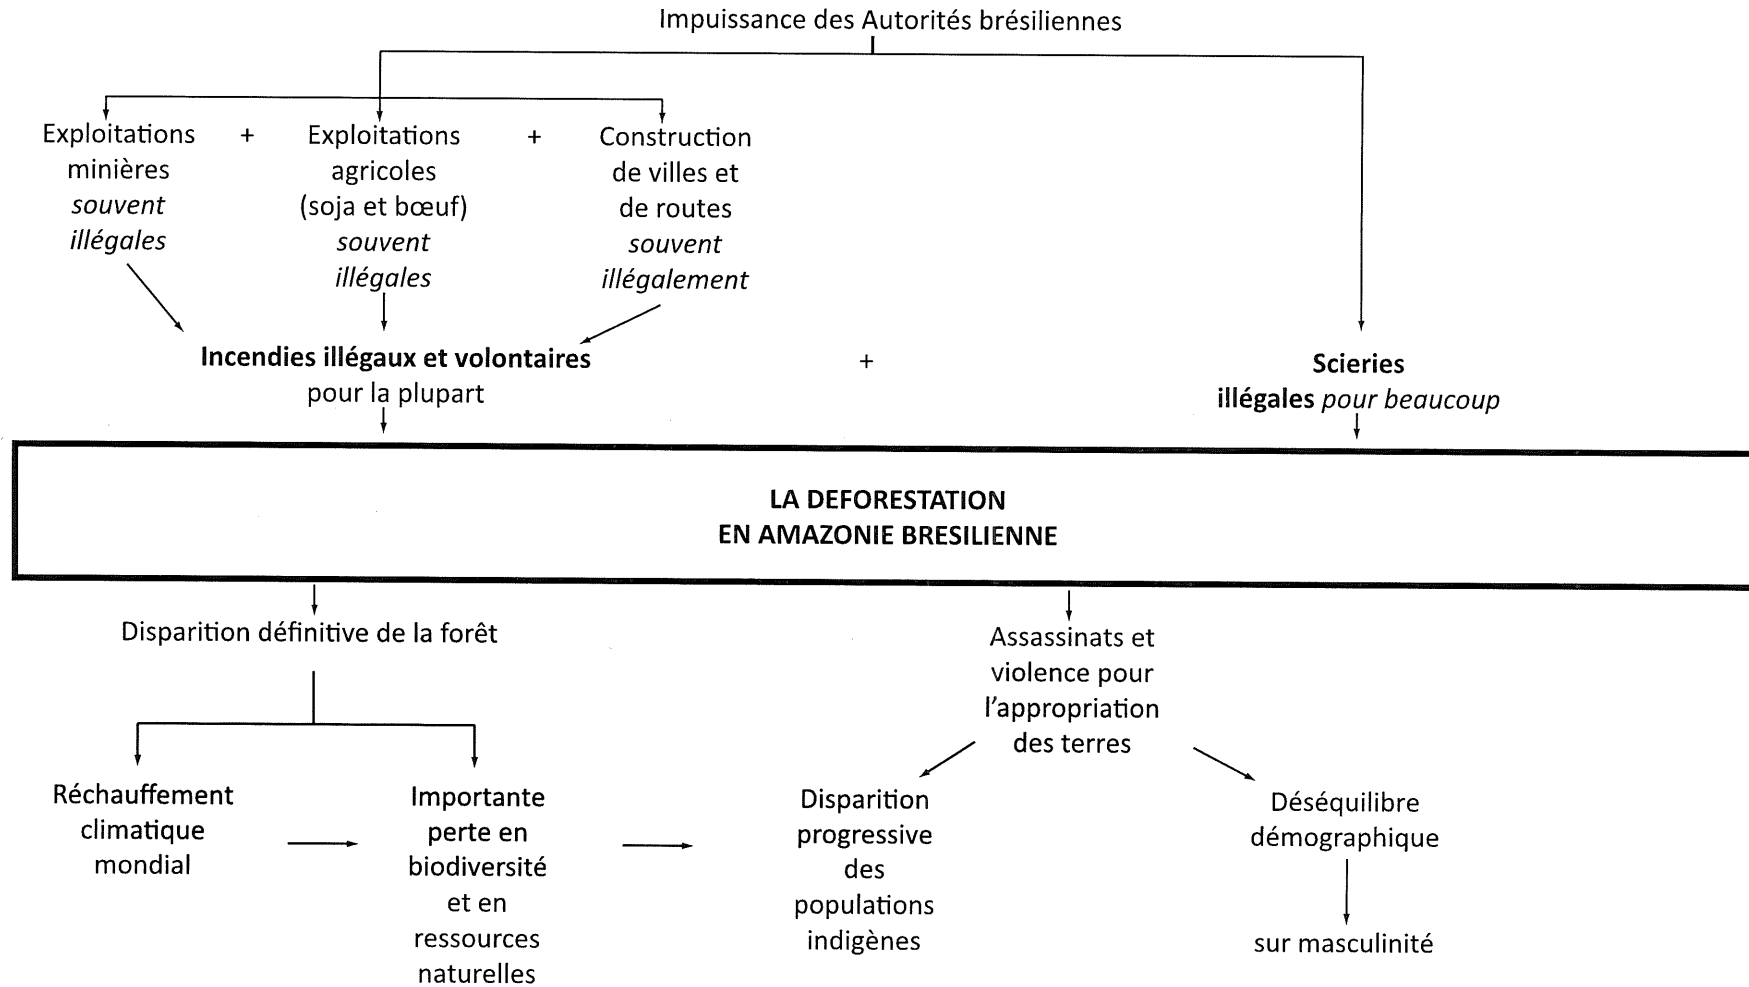 Impuissance des Autorités brésiliennes
Exploitations
minières
souvent
illégales
+
Exploitations
agricoles
(soja et bœuf)
souvent
illégales
+
Construction
de villes et
de routes
souvent
illégalement
Incendies illégaux et volontaires
pour la plupart
+
Scieries
illégales pour beaucoup
LA DEFORESTATION
EN AMAZONIE BRESILIENNE
Disparition définitive de la forêt
Assassinats et
violence pour
l'appropriation
des terres
Réchauffement
climatique
mondial
Importante
perte en
biodiversité
et en
ressources
naturelles
Disparition
progressive
des
populations
indigènes
Déséquilibre
démographique
sur masculinité